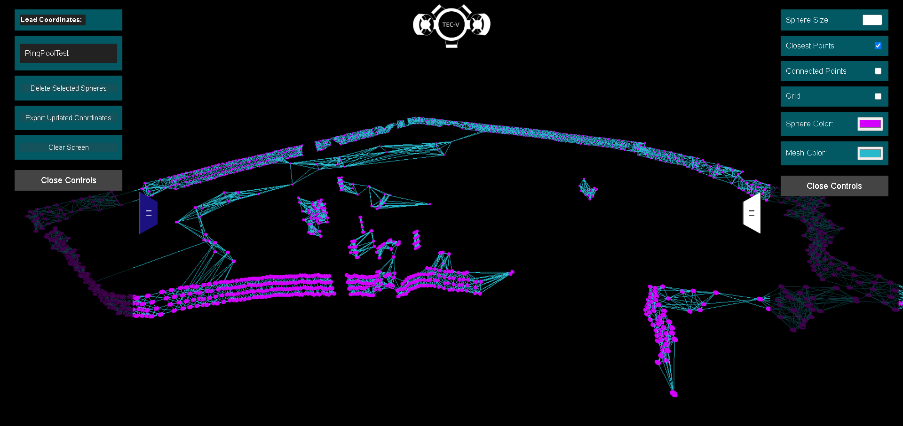 Load Coordinates:
PingPoolTest
Delete Selected Spheres
Export Updated Coordinates
Clear Screen
Close Controls
TEC-V
Sphere Size
Closest Points
Connected Points
Grid
Sphere Color:
Mesh Color:
Close Controls